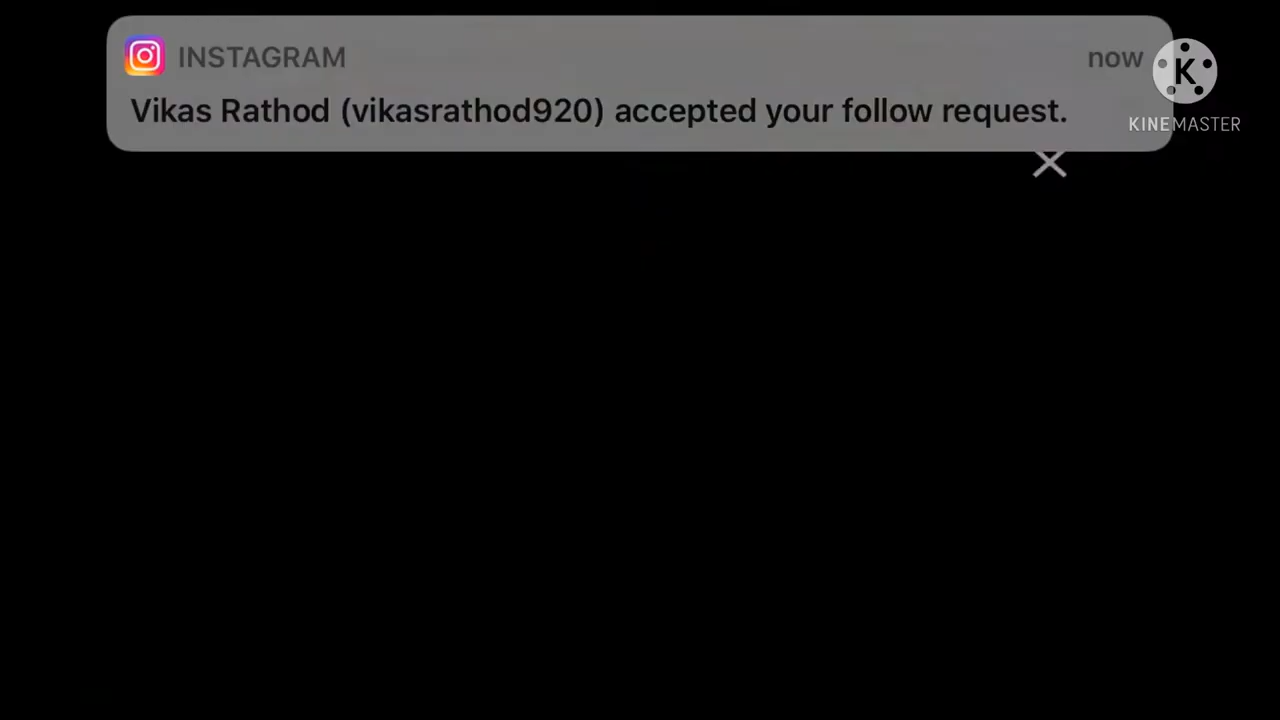 INSTAGRAM
now
Vikas Rathod (vikasrathod920) accepted your follow request.
K
KINEMASTER